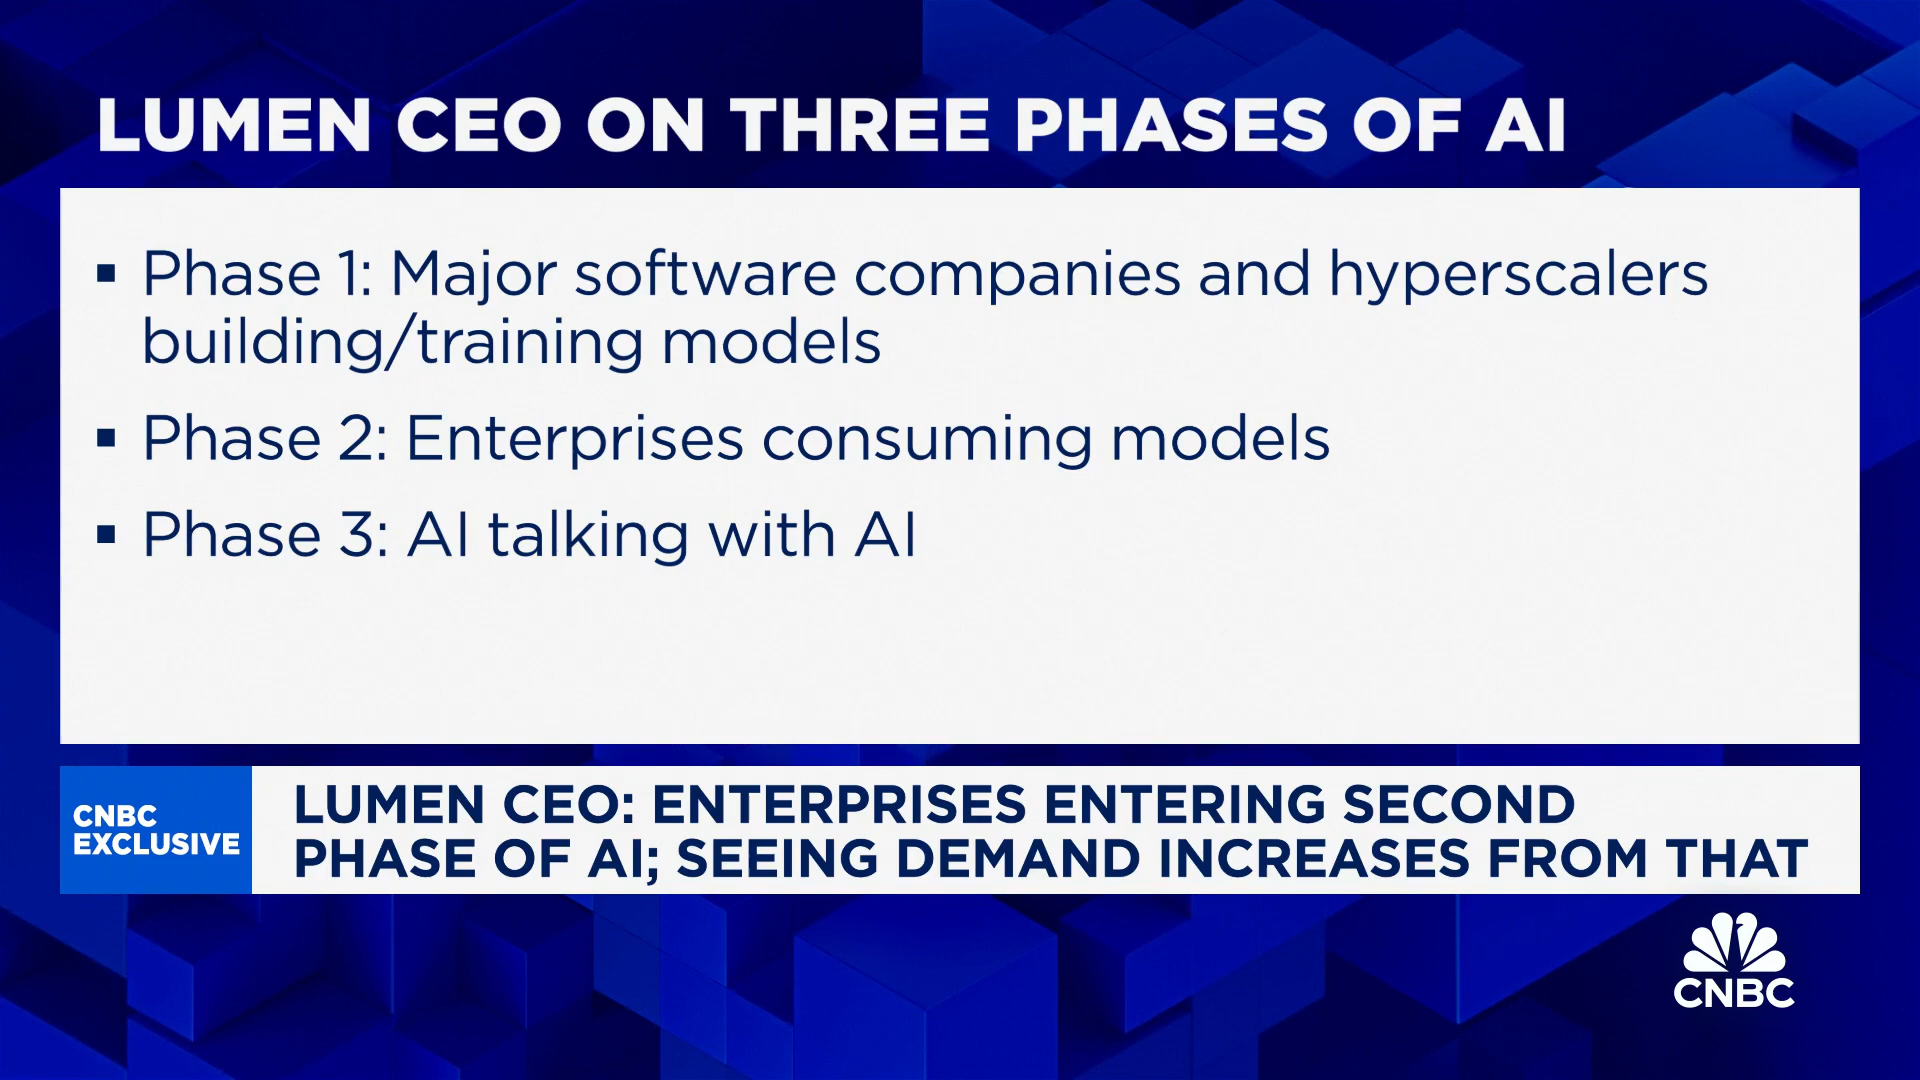 LUMEN CEO ON THREE PHASES OF AI
▪ Phase 1: Major software companies and hyperscalers
building/training models
▪ Phase 2: Enterprises consuming models
▪ Phase 3: AI talking with AI
CNBC
EXCLUSIVE
LUMEN CEO: ENTERPRISES ENTERING SECOND
PHASE OF AI; SEEING DEMAND INCREASES FROM THAT
CNBC